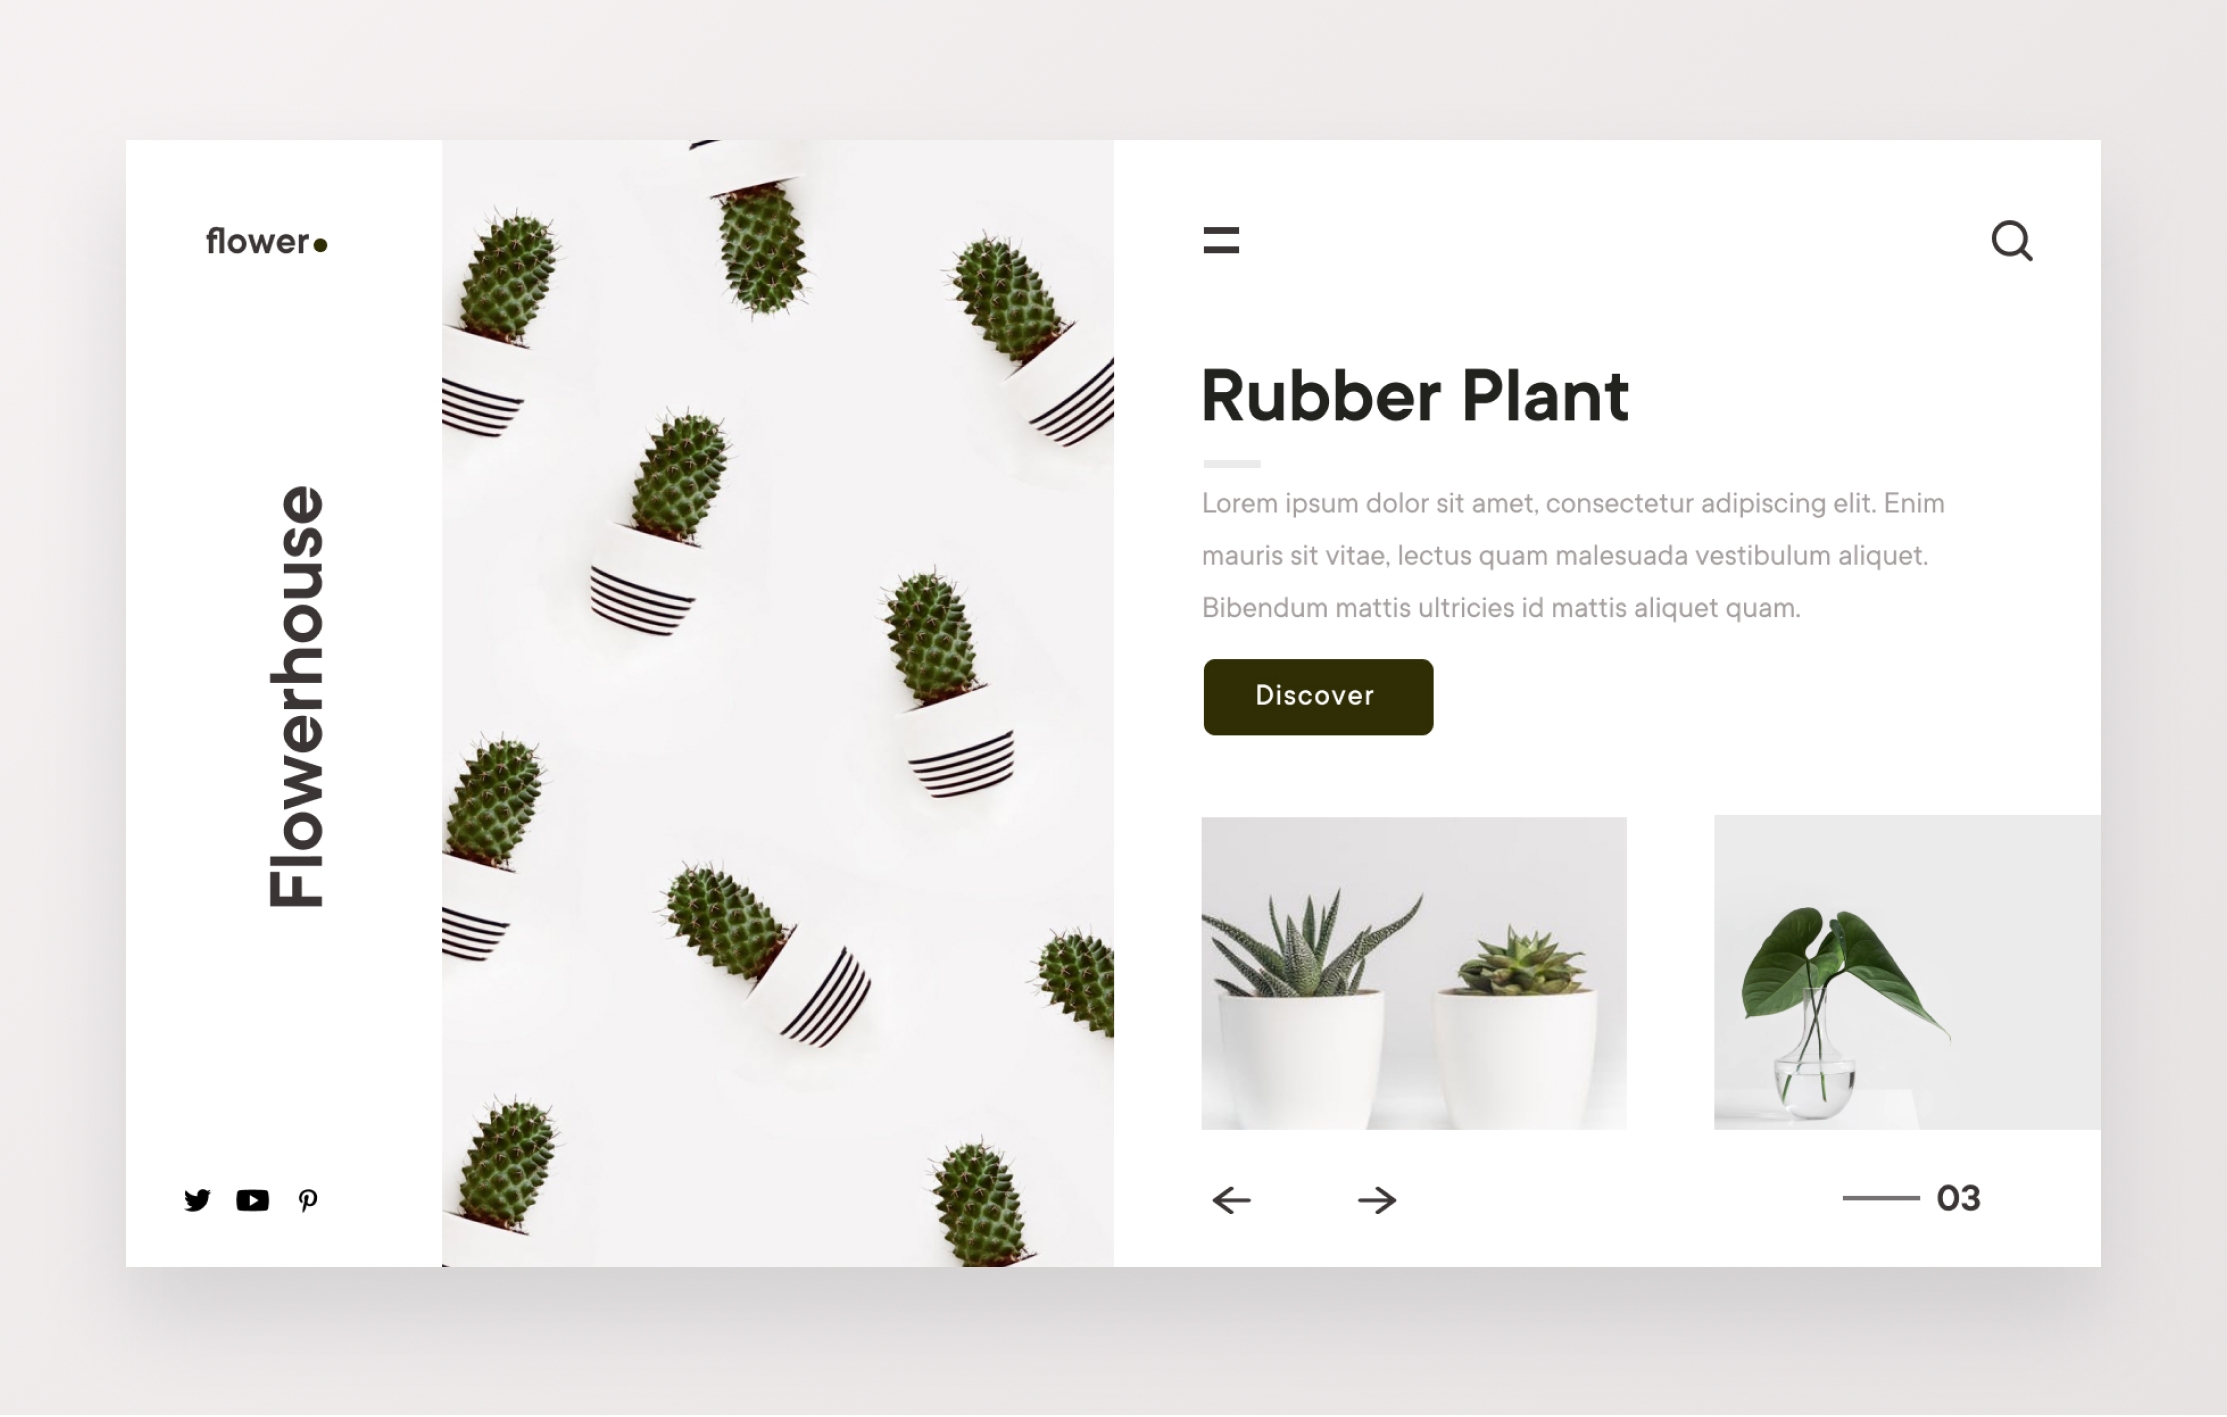 flower
Flowerhouse
Rubber Plant
Lorem ipsum dolor sit amet, consectetur adipiscing elit. Enim
mauris sit vitae, lectus quam malesuada vestibulum aliquet.
Bibendum mattis ultricies id mattis aliquet quam.
Discover
03